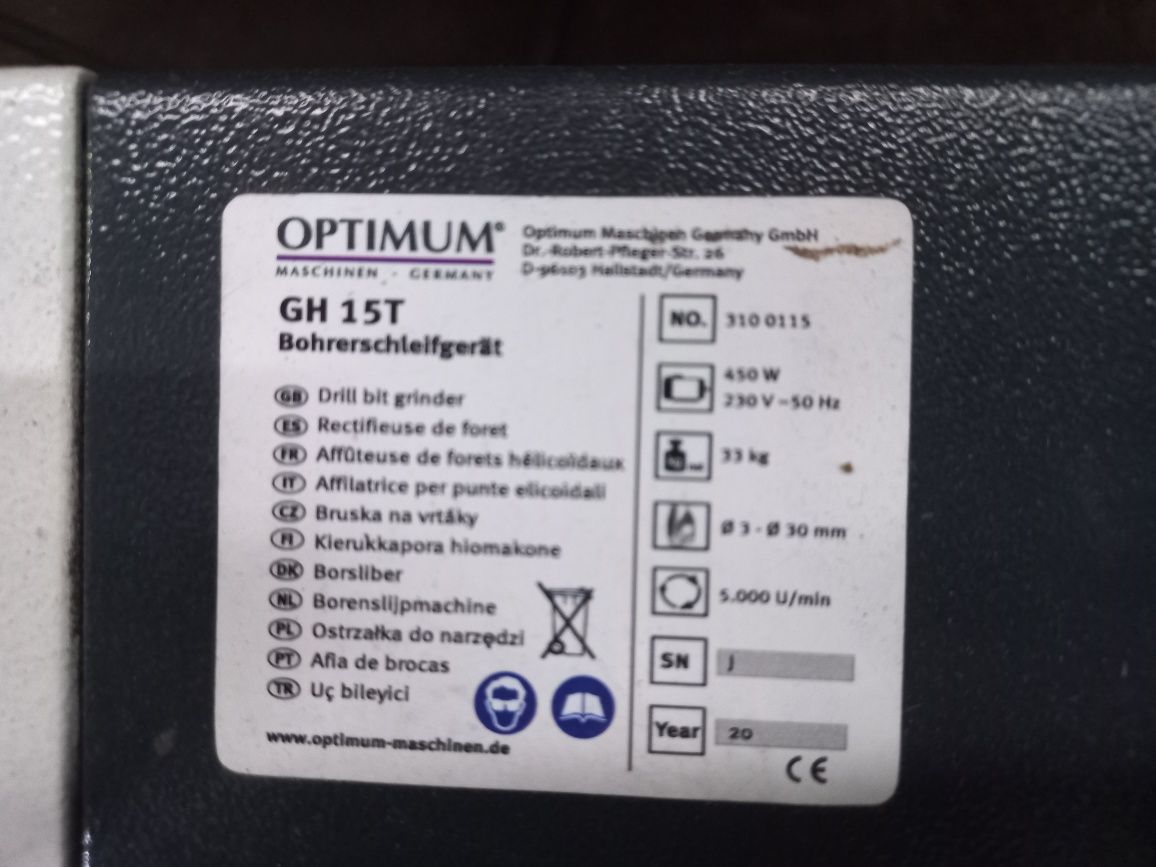 OPTIMUM®
MASCHINEN - GERMANY
Optimum Maschinen Germany GmbH
Dr.-Robert-Pfleger-Str. 26
D-96103 Hallstadt/Germany
GH 15T
Bohrerschleifgerät
GB Drill bit grinder
ES Rectifieuse de foret
FR Affûteuse de forets hélicoïdaux
IT Affilatrice per punte elicoidali
CZ Bruska na vrtáky
FI Kierukkapora hiomakone
DK Borsliber
NL Borenslijpmachine
PL Ostrzałka do narzędzi
PT Afia de brocas
TR Uç bileyici
www.optimum-maschinen.de
NO. 310 0115
450 W
230 V ~ 50 Hz
33 kg
Ø 3 - Ø 30 mm
5.000 U/min
SN J
Year 20
CE